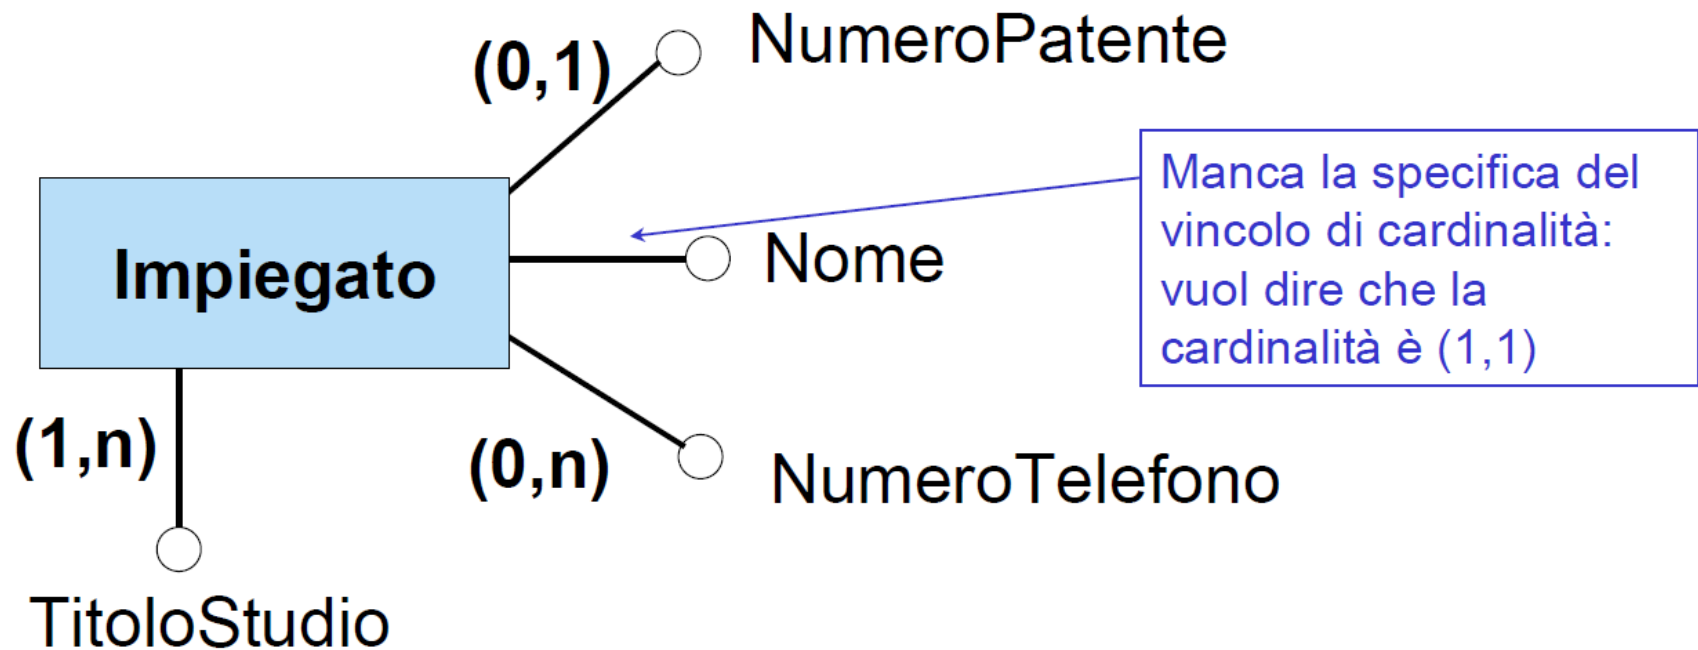 NumeroPatente
(0,1)
Manca la specifica del
vincolo di cardinalità:
vuol dire che la
cardinalità è (1,1)
Nome
Impiegato
(1,n)
(0,n)
NumeroTelefono
TitoloStudio